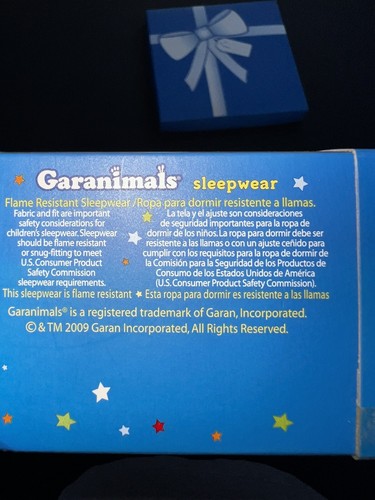 Garanimals® sleepwear
Flame Resistant Sleepwear /Ropa para dormir resistente a llamas.
Fabric and fit are important
safety considerations for
children's sleepwear. Sleepwear
should be flame resistant
or snug-fitting to meet
U.S. Consumer Product
Safety Commission
sleepwear requirements.
La tela y el ajuste son consideraciones
de seguridad importantes para la ropa de
dormir de los niños. La ropa para dormir debe ser
resistente a las llamas o con un ajuste ceñido para
cumplir con los requisitos para la ropa de dormir de
la Comisión para la Seguridad de los Productos de
Consumo de los Estados Unidos de América
(U.S. Consumer Product Safety Commission).
This sleepwear is flame resistant ★ Esta ropa para dormir es resistente a las llamas
Garanimals® is a registered trademark of Garan, Incorporated.
© & TM 2009 Garan Incorporated, All Rights Reserved.